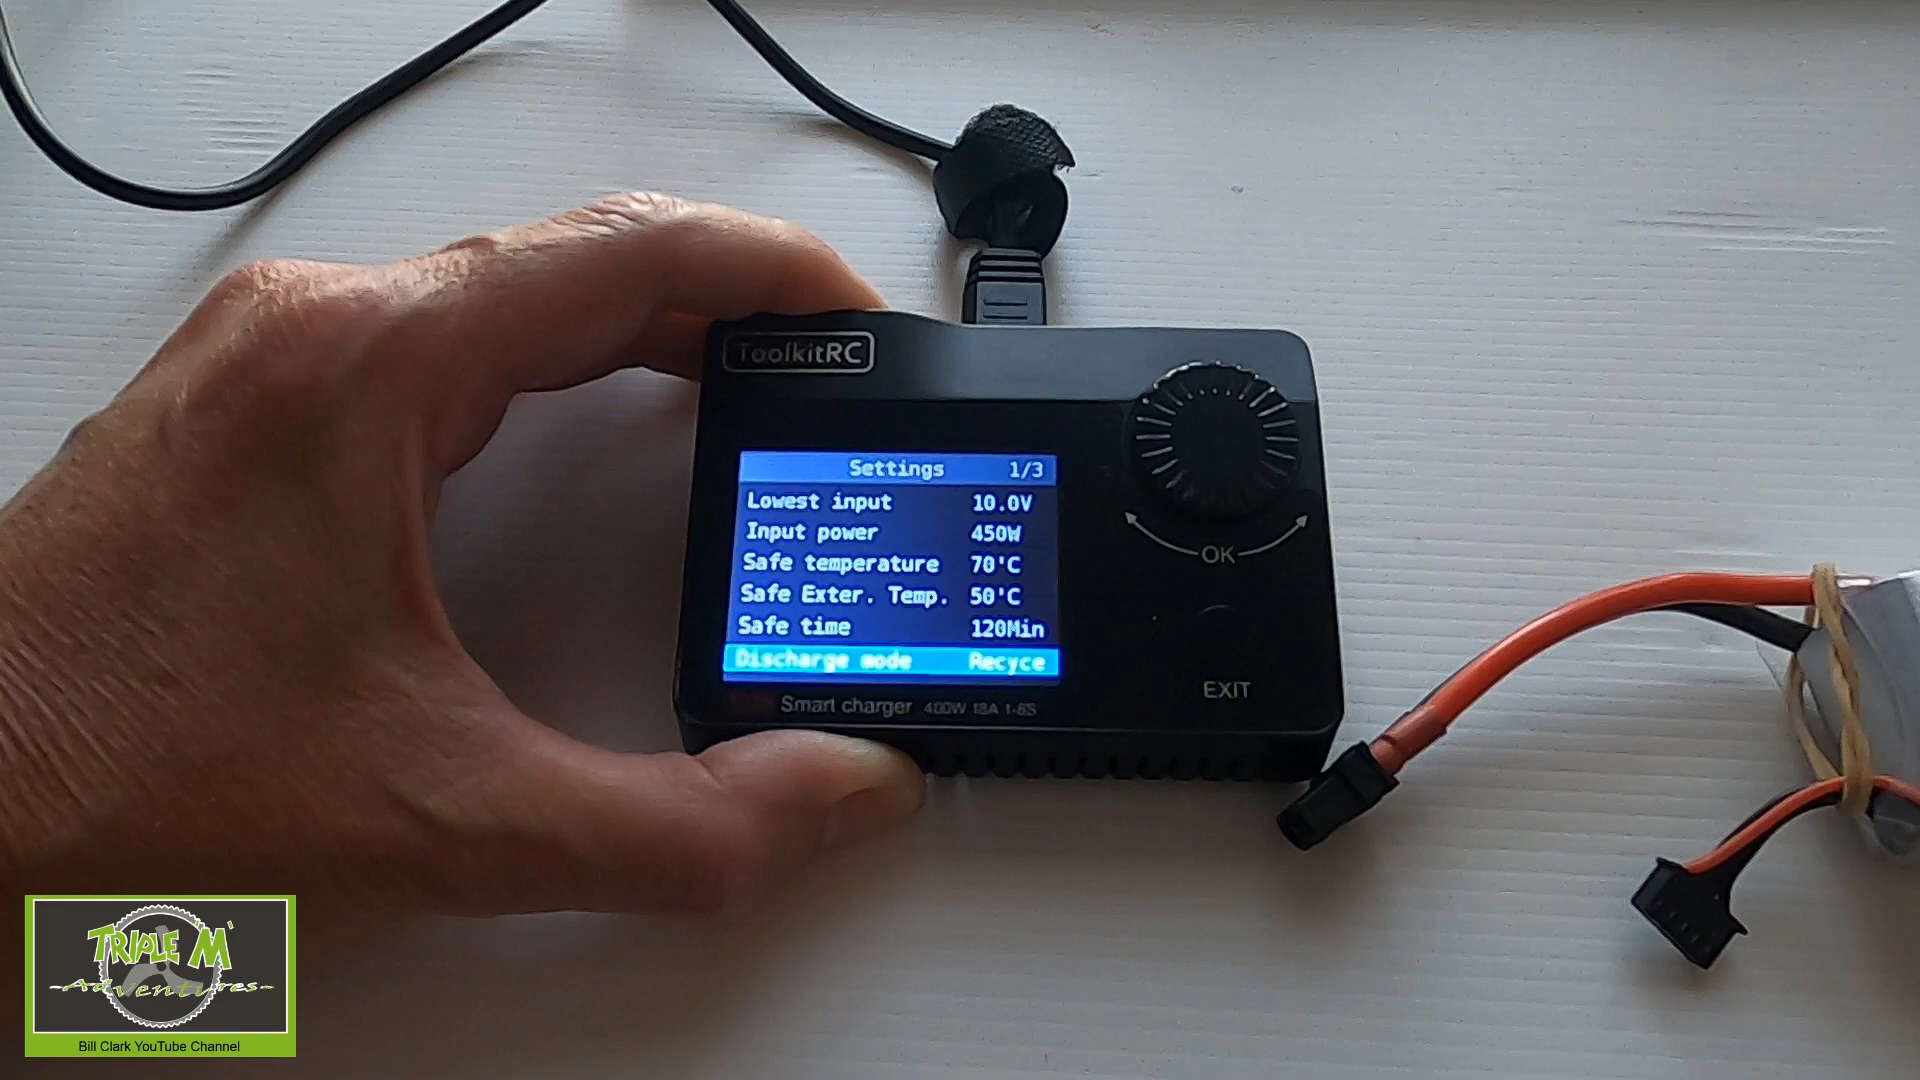 ToolkitRC
Settings 1/3
Lowest input 10.0V
Input power 450W
Safe temperature 70'C
Safe Exter. Temp. 50'C
Safe time 120Min
Discharge mode Recyce
Smart charger 400W 18A 1-8S
OK
EXIT
TRIPLE M'
-Adventures-
Bill Clark YouTube Channel